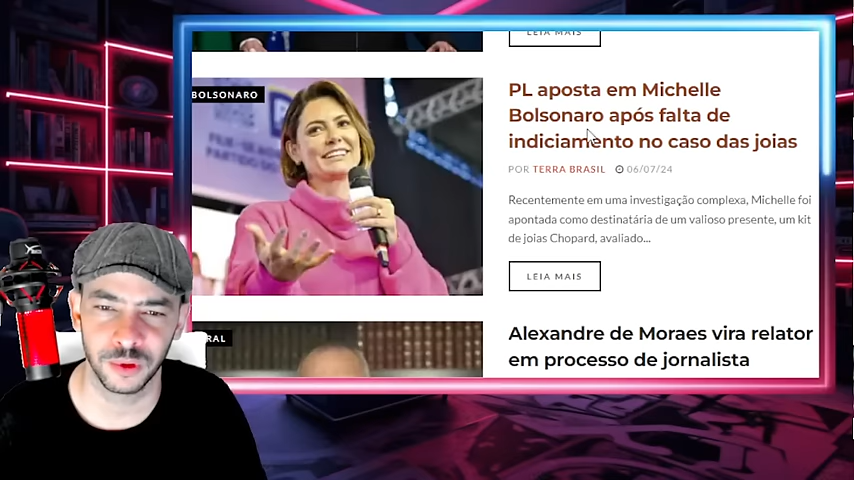 LEIA MAIS
BOLSONARO
PL aposta em Michelle
Bolsonaro após falta de
indiciamento no caso das joias
POR TERRA BRASIL 06/07/24
Recentemente em uma investigação complexa, Michelle foi
apontada como destinatária de um valioso presente, um kit
de joias Chopard, avaliado...
LEIA MAIS
RAL
Alexandre de Moraes vira relator
em processo de jornalista